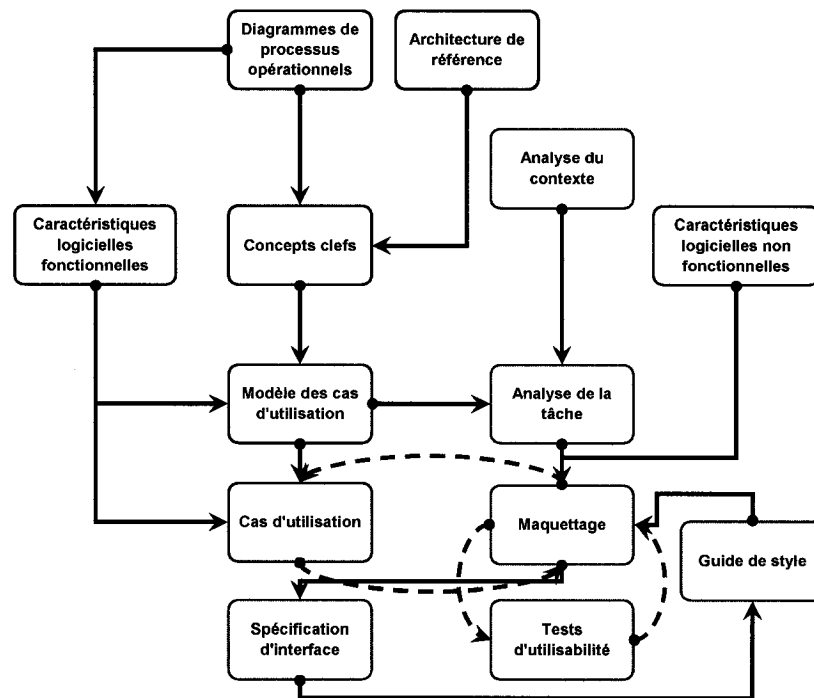 Diagrammes de
processus
opérationnels
Architecture de
référence
Analyse du
contexte
Caractéristiques
logicielles
fonctionnelles
Concepts clefs
Caractéristiques
logicielles non
fonctionnelles
Modèle des cas
d'utilisation
Analyse de la
tâche
Cas d'utilisation
Maquettage
Guide de style
Spécification
d'interface
Tests
d'utilisabilité